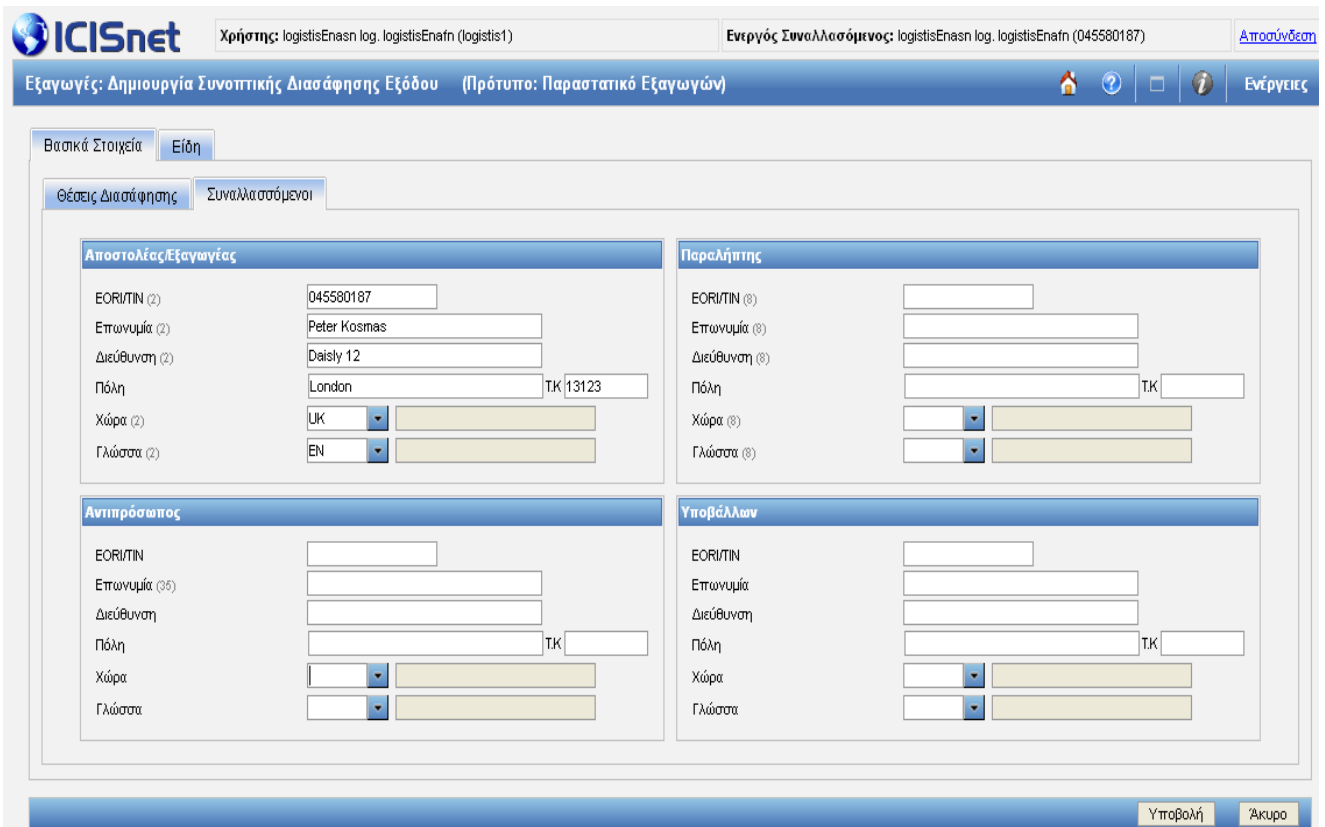 ICISnet Χρήστης: logistisEnasn log. logistisEnafn (logistis1) Ενεργός Συναλλασόμενος: logistisEnasn log. logistisEnafn (045580187) Αποσύνδεση
Εξαγωγές: Δημιουργία Συνοπτικής Διασάφησης Εξόδου (Πρότυπο: Παραστατικό Εξαγωγών) Ενέργειες
Βασικά Στοιχεία Είδη
Θέσεις Διασάφησης Συναλλασσόμενοι
Αποστολέας/Εξαγωγέας
EORI/TIN (2) 045580187
Επωνυμία (2) Peter Kosmas
Διεύθυνση (2) Daisly 12
Πόλη London Τ.Κ 13123
Χώρα (2) UK
Γλώσσα (2) EN
Παραλήπτης
EORI/TIN (8)
Επωνυμία (8)
Διεύθυνση (8)
Πόλη Τ.Κ
Χώρα (8)
Γλώσσα (8)
Αντιπρόσωπος
EORI/TIN
Επωνυμία (35)
Διεύθυνση
Πόλη Τ.Κ
Χώρα
Γλώσσα
Υποβάλλων
EORI/TIN
Επωνυμία
Διεύθυνση
Πόλη Τ.Κ
Χώρα
Γλώσσα
Υποβολή Άκυρο